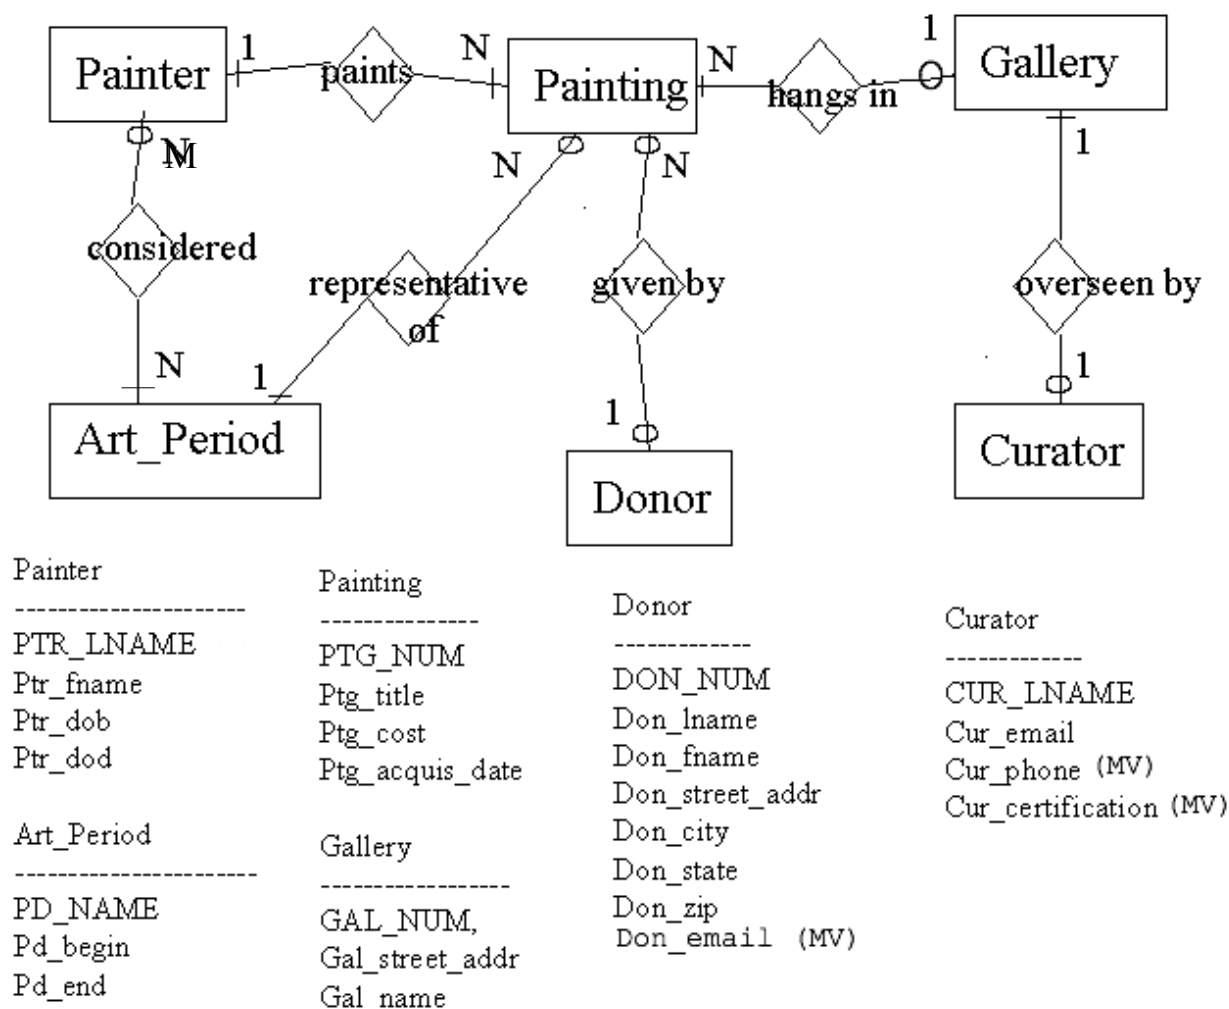 Painter
1
paints
N
Painting
N
hangs in
1
Gallery
N
M
N
N
1
considered
representative
of
given by
overseen by
N
1
1
1
Art_Period
Donor
Curator
Painter
----------------------
PTR_LNAME
Ptr_fname
Ptr_dob
Ptr_dod
Art_Period
-----------------------
PD_NAME
Pd_begin
Pd_end
Painting
---------------
PTG_NUM
Ptg_title
Ptg_cost
Ptg_acquis_date
Gallery
------------------
GAL_NUM,
Gal_street_addr
Gal_name
Donor
-------------
DON_NUM
Don_lname
Don_fname
Don_street_addr
Don_city
Don_state
Don_zip
Don_email (MV)
Curator
-------------
CUR_LNAME
Cur_email
Cur_phone (MV)
Cur_certification (MV)